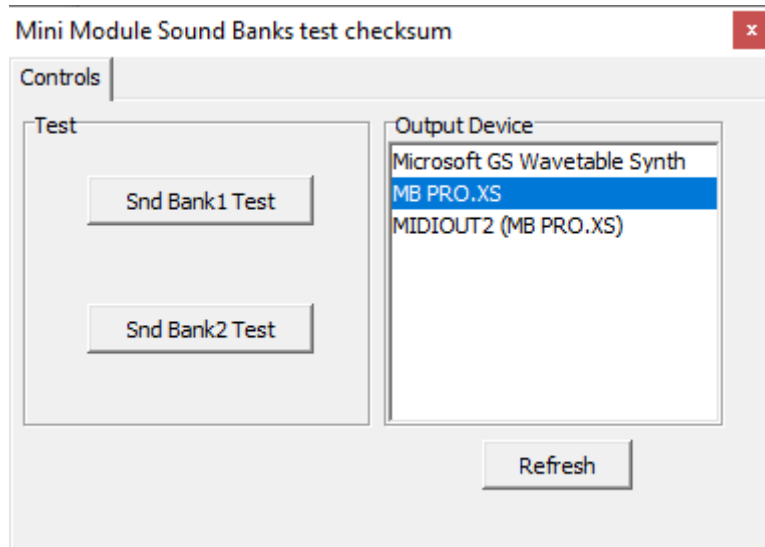 Mini Module Sound Banks test checksum
x
Controls
Test
Snd Bank1 Test
Snd Bank2 Test
Output Device
Microsoft GS Wavetable Synth
MB PRO.XS
MIDIOUT2 (MB PRO.XS)
Refresh